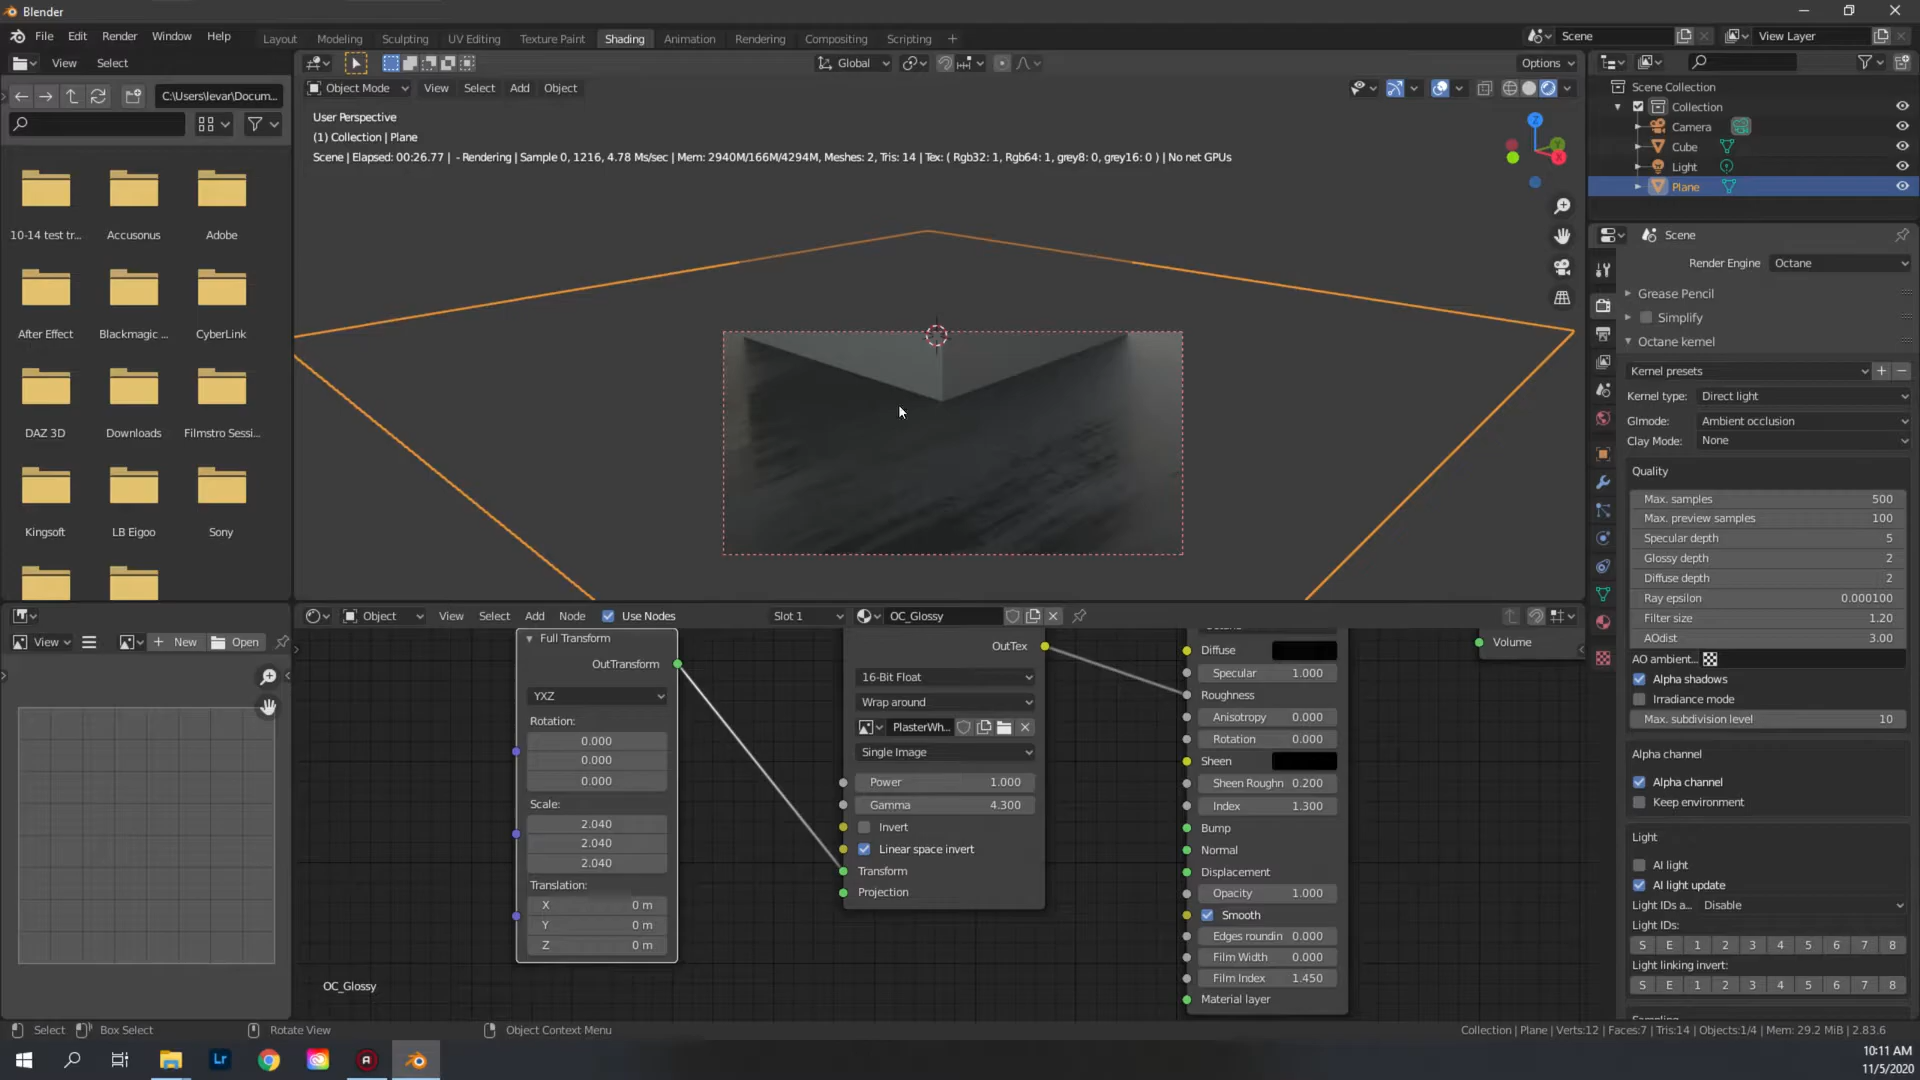 Blender
File Edit Render Window Help
Layout Modeling Sculpting UV Editing Texture Paint Shading Animation Rendering Compositing Scripting
Scene
View Layer
View Select
Global
Options
C:\Users\levar\Docum...
Object Mode View Select Add Object
User Perspective
(1) Collection | Plane
Scene | Elapsed: 00:26.77 | - Rendering | Sample 0, 1216, 4.78 Ms/sec | Mem: 2940M/166M/4294M, Meshes: 2, Tris: 14 | Tex: ( Rgb32: 1, Rgb64: 1, grey8: 0, grey16: 0 ) | No net GPUs
Z
Y
X
10-14 test tr... Accusonus Adobe
After Effect Blackmagic ... CyberLink
DAZ 3D Downloads Filmstro Sessi...
Kingsoft LB Eigoo Sony
Scene Collection
Collection
Camera
Cube
Light
Plane
Scene
Render Engine Octane
Grease Pencil
Simplify
Octane kernel
Kernel presets
Kernel type: Direct light
GImode: Ambient occlusion
Clay Mode: None
Quality
Max. samples 500
Max. preview samples 100
Specular depth 5
Glossy depth 2
Diffuse depth 2
Ray epsilon 0.000100
Filter size 1.20
AOdist 3.00
AO ambient..
Alpha shadows
Irradiance mode
Max. subdivision level 10
Alpha channel
Alpha channel
Keep environment
Light
AI light
AI light update
Light IDs a... Disable
Light IDs:
S E 1 2 3 4 5 6 7 8
Light linking invert:
S E 1 2 3 4 5 6 7 8
View New Open
Object View Select Add Node Use Nodes Slot 1 OC_Glossy
Full Transform
OutTransform
YXZ
Rotation:
0.000
0.000
0.000
Scale:
2.040
2.040
2.040
Translation:
X 0 m
Y 0 m
Z 0 m
OutTex
16-Bit Float
Wrap around
PlasterWh...
Single Image
Power 1.000
Gamma 4.300
Invert
Linear space invert
Transform
Projection
Diffuse
Specular 1.000
Roughness
Anisotropy 0.000
Rotation 0.000
Sheen
Sheen Roughn 0.200
Index 1.300
Bump
Normal
Displacement
Opacity 1.000
Smooth
Edges roundin 0.000
Film Width 0.000
Film Index 1.450
Material layer
Volume
OC_Glossy
Select Box Select Rotate View Object Context Menu
Collection | Plane | Verts:12 | Faces:7 | Tris:14 | Objects:1/4 | Mem: 29.2 MiB | 2.83.6
Lr
10:11 AM
11/5/2020